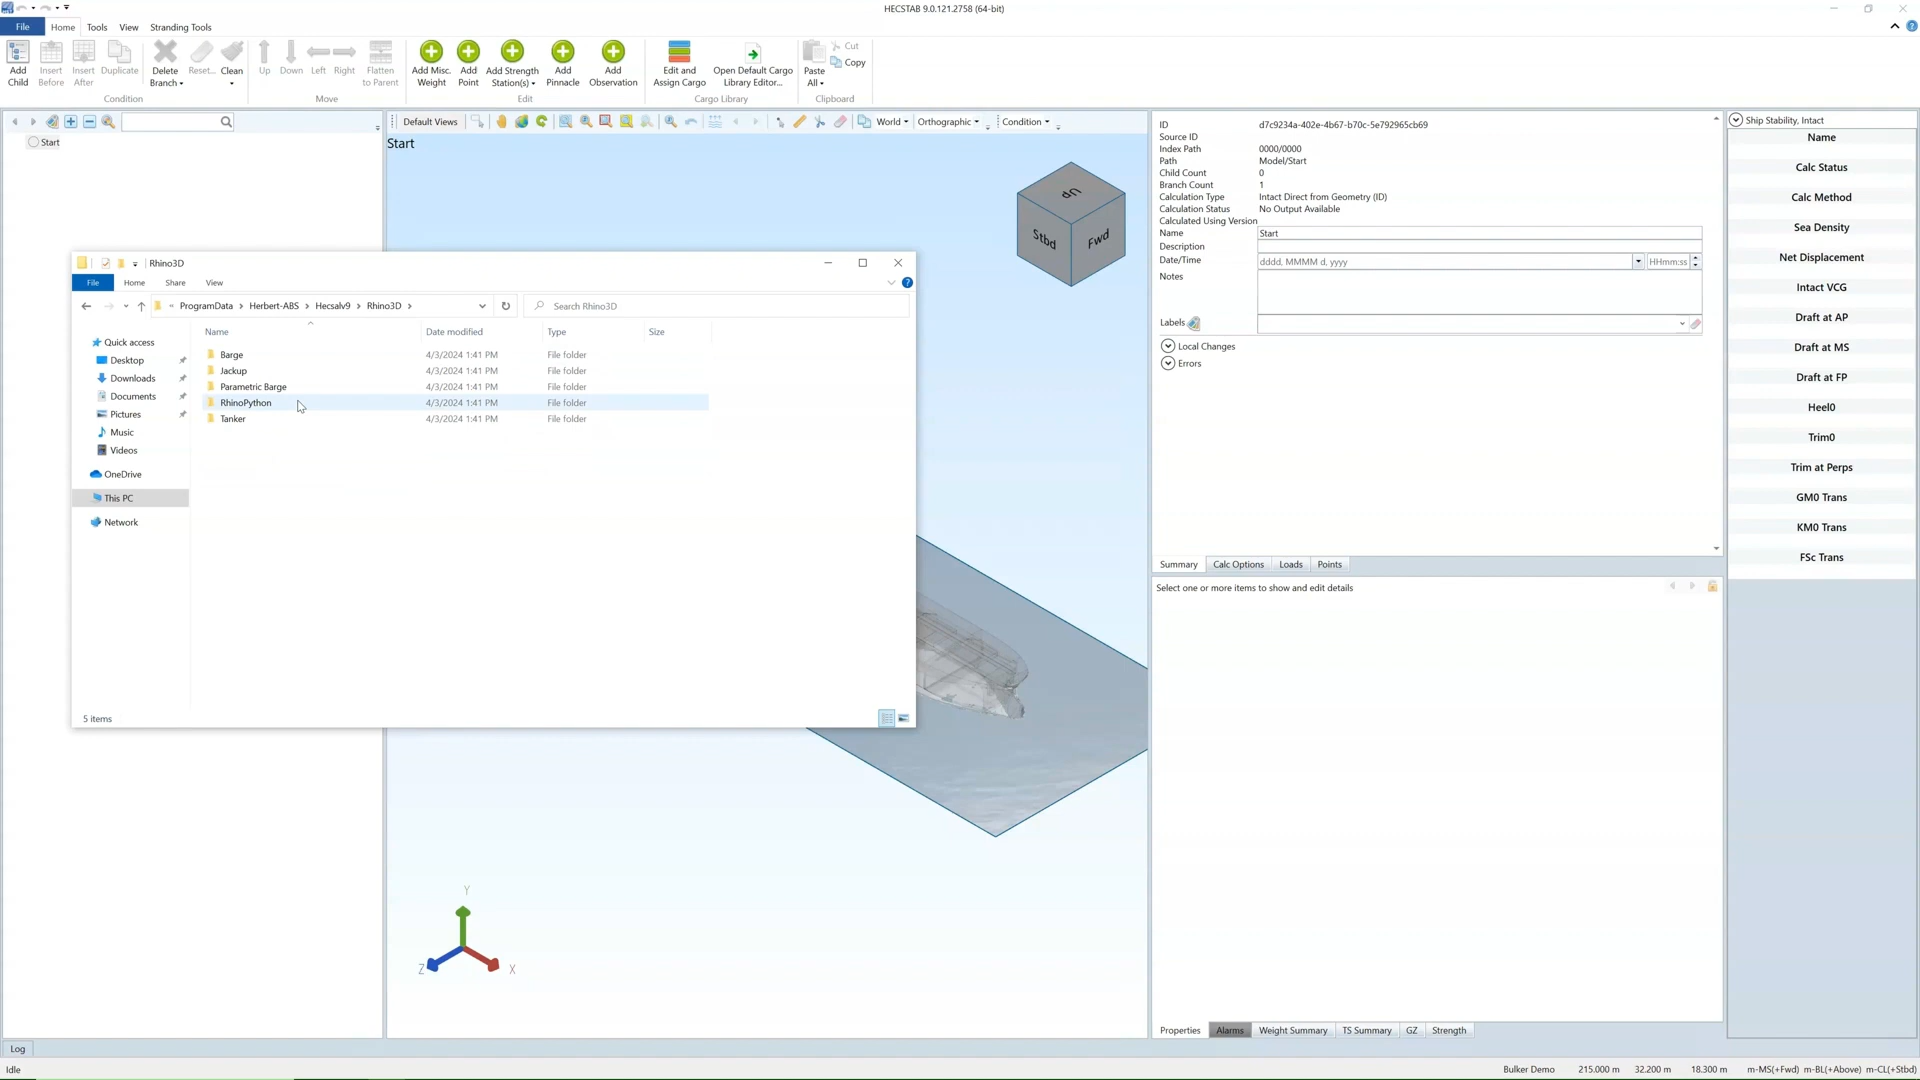 HECSTAB 9.0.121.2758 (64-bit)
File Home Tools View Stranding Tools
Add Child
Insert Before
Insert After
Duplicate
Delete Branch
Reset...
Clean
Condition
Up Down Left Right
Flatten to Parent
Move
Add Misc. Weight
Add Point
Add Strength Station(s)
Add Pinnacle
Add Observation
Edit
Edit and Assign Cargo
Open Default Cargo Library Editor...
Cargo Library
Paste All
Cut
Copy
Clipboard
Default Views World Orthographic Condition
Start
Start
Up
Stbd
Fwd
Rhino3D
File Home Share View
« ProgramData > Herbert-ABS > Hecsalv9 > Rhino3D >
Search Rhino3D
Name Date modified Type Size
Barge 4/3/2024 1:41 PM File folder
Jackup 4/3/2024 1:41 PM File folder
Parametric Barge 4/3/2024 1:41 PM File folder
RhinoPython 4/3/2024 1:41 PM File folder
Tanker 4/3/2024 1:41 PM File folder
Quick access
Desktop
Downloads
Documents
Pictures
Music
Videos
OneDrive
This PC
Network
5 items
Y
Z
X
ID d7c9234a-402e-4b67-b70c-5e792965cb69
Source ID
Index Path 0000/0000
Path Model/Start
Child Count 0
Branch Count 1
Calculation Type Intact Direct from Geometry (ID)
Calculation Status No Output Available
Calculated Using Version
Name Start
Description
Date/Time dddd, MMMM d, yyyy HH:mm:ss
Notes
Labels
Local Changes
Errors
Summary Calc Options Loads Points
Select one or more items to show and edit details
Properties Alarms Weight Summary TS Summary GZ Strength
Ship Stability, Intact
Name
Calc Status
Calc Method
Sea Density
Net Displacement
Intact VCG
Draft at AP
Draft at MS
Draft at FP
Heel0
Trim0
Trim at Perps
GM0 Trans
KM0 Trans
FSc Trans
Log
Idle
Bulker Demo 215.000 m 32.200 m 18.300 m m-MS(+Fwd) m-BL(+Above) m-CL(+Stbd)